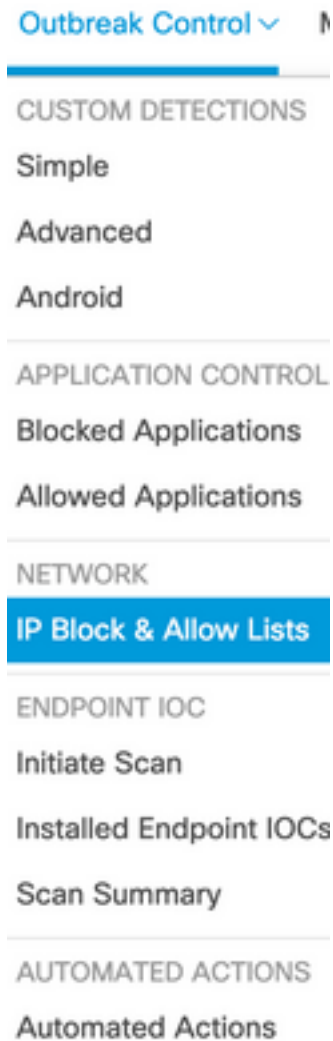 Outbreak Control
CUSTOM DETECTIONS
Simple
Advanced
Android
APPLICATION CONTROL
Blocked Applications
Allowed Applications
NETWORK
IP Block & Allow Lists
ENDPOINT IOC
Initiate Scan
Installed Endpoint IOCs
Scan Summary
AUTOMATED ACTIONS
Automated Actions